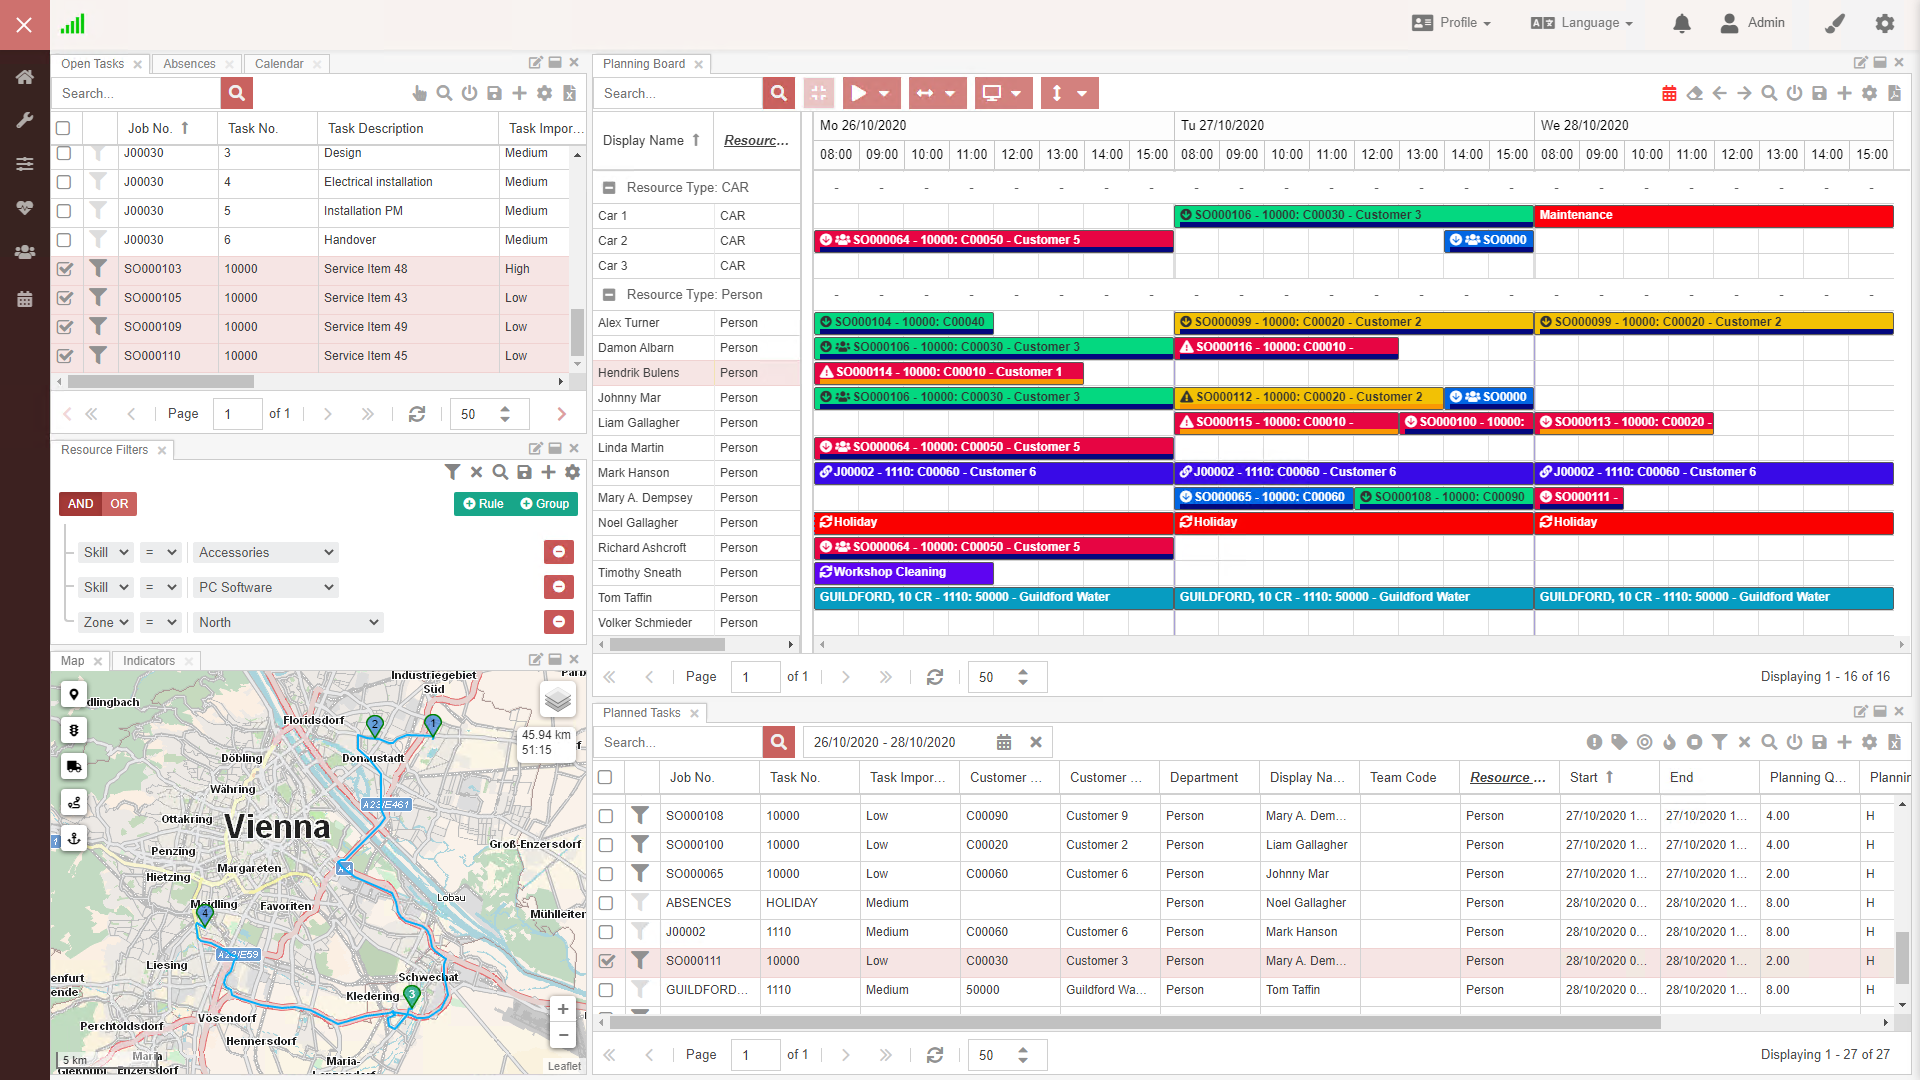 Profile
Language
Admin
Open Tasks
Absences
Calendar
Search...
Job No.
Task No.
Task Description
Task Impor...
J00030 3 Design Medium
J00030 4 Electrical installation Medium
J00030 5 Installation PM Medium
J00030 6 Handover Medium
SO000103 10000 Service Item 48 High
SO000105 10000 Service Item 43 Low
SO000109 10000 Service Item 49 Low
SO000110 10000 Service Item 45 Low
Page 1 of 1 50
Resource Filters
AND OR Rule Group
Skill = Accessories
Skill = PC Software
Zone = North
Map
Indicators
Industriegebiet
Süd
dlingbach
Floridsdorf
2
1
45.94 km
51:15
Döbling
Donaustadt
Währing
A23/E461
Ottakring
Vienna
Penzing
Groß-Enzersdorf
Hietzing
Margareten
A4
Lobau
Meidling
Favoriten
Mühlleiten
4
A23/E59
Liesing
Schwechat
enfurt
ende
Kledering
3
Perchtoldsdorf
Vösendorf
Hennersdorf
5 km
Maria
Enzersdorf
Maria-
Lanzendorf
+
−
Leaflet
Planning Board
Search...
Display Name
Resourc...
Mo 26/10/2020 Tu 27/10/2020 We 28/10/2020
08:00 09:00 10:00 11:00 12:00 13:00 14:00 15:00 08:00 09:00 10:00 11:00 12:00 13:00 14:00 15:00 08:00 09:00 10:00 11:00 12:00 13:00 14:00 15:00
Resource Type: CAR - - - - - - - - - - - - - - - - - - - - - - - -
Car 1 CAR SO000106 - 10000: C00030 - Customer 3 Maintenance
Car 2 CAR SO000064 - 10000: C00050 - Customer 5 SO0000
Car 3 CAR
Resource Type: Person - - - - - - - - - - - - - - - - - - - - - - - -
Alex Turner Person SO000104 - 10000: C00040 SO000099 - 10000: C00020 - Customer 2 SO000099 - 10000: C00020 - Customer 2
Damon Albarn Person SO000106 - 10000: C00030 - Customer 3 SO000116 - 10000: C00010 -
Hendrik Bulens Person SO000114 - 10000: C00010 - Customer 1
Johnny Mar Person SO000106 - 10000: C00030 - Customer 3 SO000112 - 10000: C00020 - Customer 2 SO0000
Liam Gallagher Person SO000115 - 10000: C00010 - SO000100 - 10000: SO000113 - 10000: C00020 -
Linda Martin Person SO000064 - 10000: C00050 - Customer 5
Mark Hanson Person J00002 - 1110: C00060 - Customer 6 J00002 - 1110: C00060 - Customer 6 J00002 - 1110: C00060 - Customer 6
Mary A. Dempsey Person SO000065 - 10000: C00060 SO000108 - 10000: C00090 SO000111 -
Noel Gallagher Person Holiday Holiday Holiday
Richard Ashcroft Person SO000064 - 10000: C00050 - Customer 5
Timothy Sneath Person Workshop Cleaning
Tom Taffin Person GUILDFORD, 10 CR - 1110: 50000 - Guildford Water GUILDFORD, 10 CR - 1110: 50000 - Guildford Water GUILDFORD, 10 CR - 1110: 50000 - Guildford Water
Volker Schmieder Person
Page 1 of 1 50 Displaying 1 - 16 of 16
Planned Tasks
Search... 26/10/2020 - 28/10/2020
Job No. Task No. Task Impor... Customer ... Customer ... Department Display Na... Team Code Resource ... Start End Planning Q... Plannin
SO000108 10000 Low C00090 Customer 9 Person Mary A. Dem... Person 27/10/2020 1... 27/10/2020 1... 4.00 H
SO000100 10000 Low C00020 Customer 2 Person Liam Gallagher Person 27/10/2020 1... 27/10/2020 1... 4.00 H
SO000065 10000 Low C00060 Customer 6 Person Johnny Mar Person 27/10/2020 1... 27/10/2020 1... 2.00 H
ABSENCES HOLIDAY Medium Person Noel Gallagher Person 28/10/2020 0... 28/10/2020 1... 8.00 H
J00002 1110 Medium C00060 Customer 6 Person Mark Hanson Person 28/10/2020 0... 28/10/2020 1... 8.00 H
SO000111 10000 Low C00030 Customer 3 Person Mary A. Dem... Person 28/10/2020 0... 28/10/2020 1... 2.00 H
GUILDFORD... 1110 Medium 50000 Guildford Wa... Person Tom Taffin Person 28/10/2020 0... 28/10/2020 1... 8.00 H
Page 1 of 1 50 Displaying 1 - 27 of 27